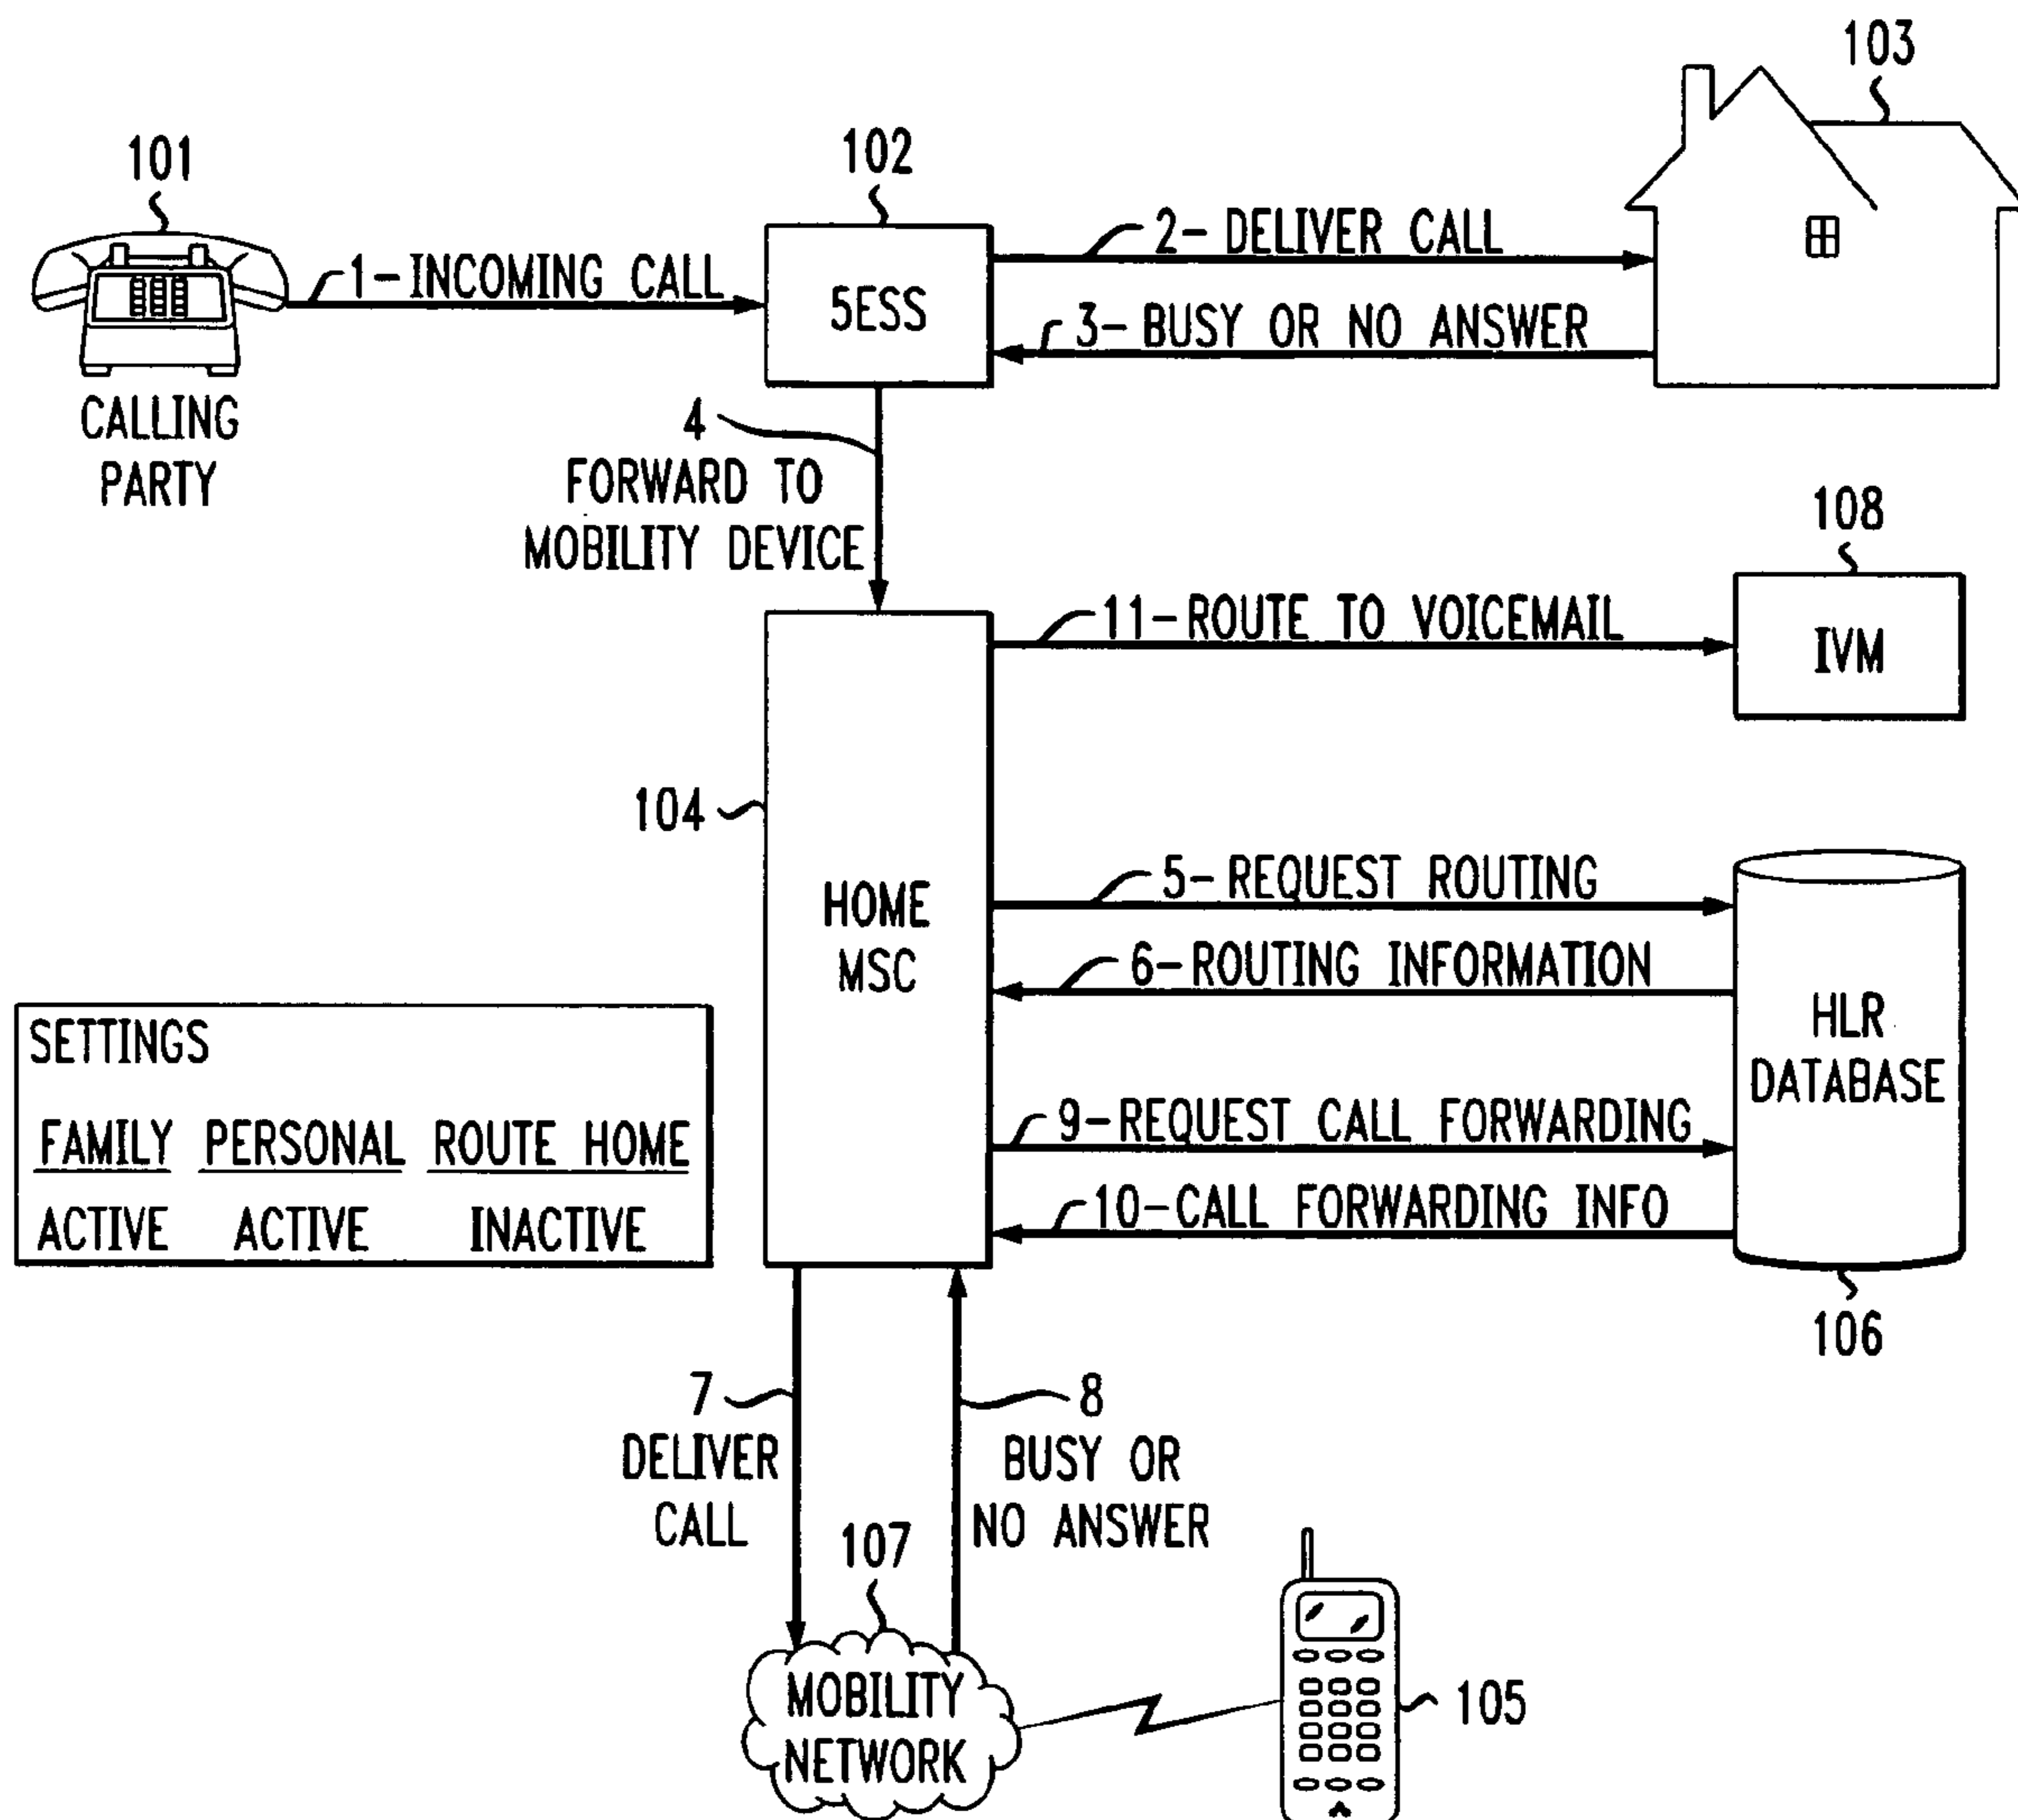 103
101
102
1-INCOMING CALL
5ESS
2- DELIVER CALL
3- BUSY OR NO ANSWER
CALLING
PARTY
4
FORWARD TO
MOBILITY DEVICE
108
11-ROUTE TO VOICEMAIL
IVM
104
HOME
MSC
5- REQUEST ROUTING
6-ROUTING INFORMATION
HLR
DATABASE
9-REQUEST CALL FORWARDING
10-CALL FORWARDING INFO
106
SETTINGS
FAMILY PERSONAL ROUTE HOME
ACTIVE ACTIVE INACTIVE
7
DELIVER
CALL
8
BUSY OR
NO ANSWER
107
MOBILITY
NETWORK
105